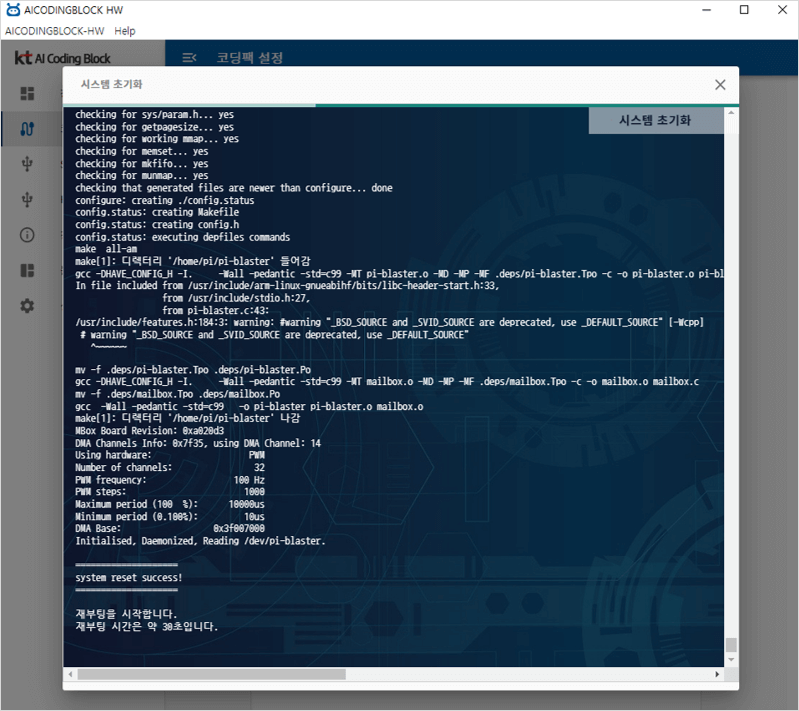 AICODINGBLOCK HW
AICODINGBLOCK-HW Help
kt AI Coding Block
코딩팩 설정
시스템 초기화
시스템 초기화
checking for sys/param.h... yes
checking for getpagesize... yes
checking for working mmap... yes
checking for memset... yes
checking for mkfifo... yes
checking for munmap... yes
checking that generated files are newer than configure... done
configure: creating ./config.status
config.status: creating Makefile
config.status: creating config.h
config.status: executing depfiles commands
make  all-am
make[1]: 디렉터리 '/home/pi/pi-blaster' 들어감
gcc -DHAVE_CONFIG_H -I.     -Wall -pedantic -std=c99 -MT pi-blaster.o -MD -MP -MF .deps/pi-blaster.Tpo -c -o pi-blaster.o pi-bl
In file included from /usr/include/arm-linux-gnueabihf/bits/libc-header-start.h:33,
from /usr/include/stdio.h:27,
from pi-blaster.c:43:
/usr/include/features.h:184:3: warning: #warning "_BSD_SOURCE and _SVID_SOURCE are deprecated, use _DEFAULT_SOURCE" [-Wcpp]
# warning "_BSD_SOURCE and _SVID_SOURCE are deprecated, use _DEFAULT_SOURCE"
^~~~~~~
mv -f .deps/pi-blaster.Tpo .deps/pi-blaster.Po
gcc -DHAVE_CONFIG_H -I.     -Wall -pedantic -std=c99 -MT mailbox.o -MD -MP -MF .deps/mailbox.Tpo -c -o mailbox.o mailbox.c
mv -f .deps/mailbox.Tpo .deps/mailbox.Po
gcc  -Wall -pedantic -std=c99   -o pi-blaster pi-blaster.o mailbox.o
make[1]: 디렉터리 '/home/pi/pi-blaster' 나감
MBox Board Revision: 0xa020d3
DMA Channels Info: 0x7f35, using DMA Channel: 14
Using hardware:                  PWM
Number of channels:               32
PWM frequency:                100 Hz
PWM steps:                      1000
Maximum period (100  %):      10000us
Minimum period (0.100%):         10us
DMA Base:                  0x3f007000
Initialised, Daemonized, Reading /dev/pi-blaster.
====================
system reset success!
====================
재부팅을 시작합니다.
재부팅 시간은 약 30초입니다.